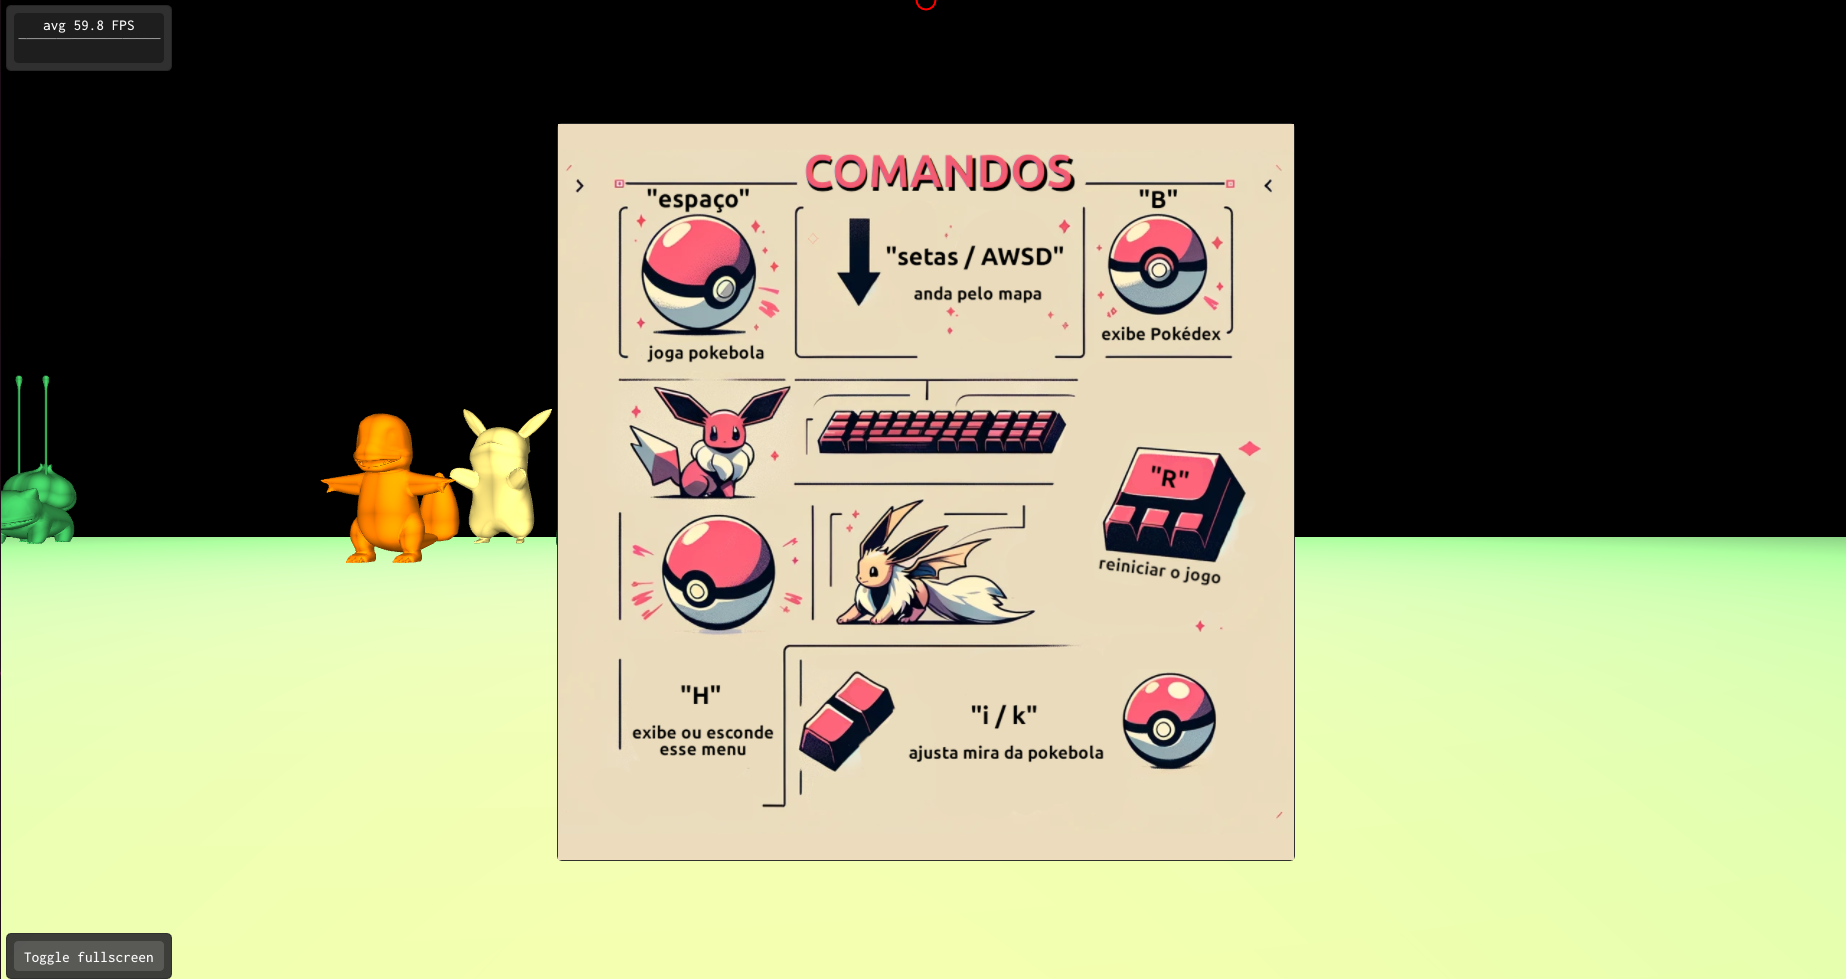 avg 59.8 FPS
COMANDOS
"espaço"
joga pokebola
"setas / AWSD"
anda pelo mapa
"B"
exibe Pokédex
"R"
reiniciar o jogo
"H"
exibe ou esconde
esse menu
"i / k"
ajusta mira da pokebola
Toggle fullscreen